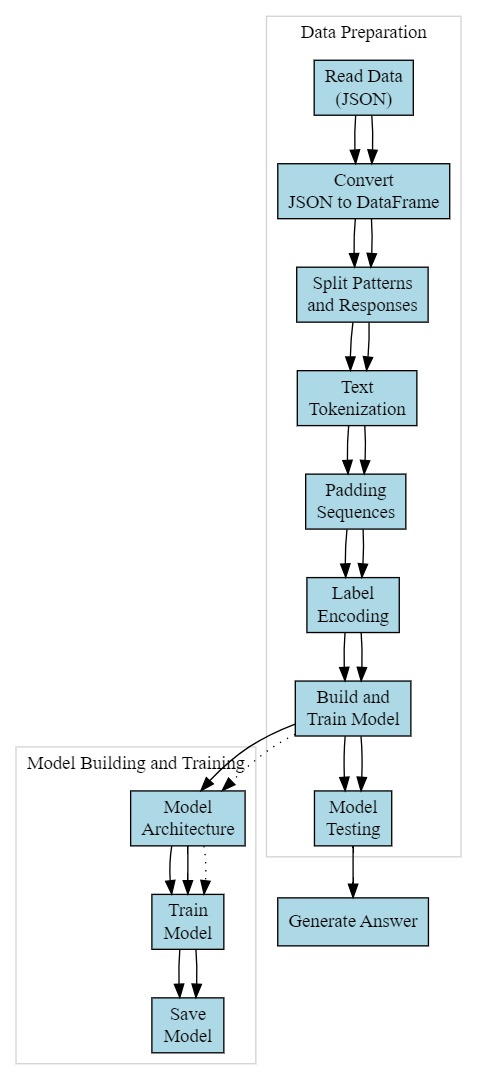 Data Preparation
Read Data
(JSON)
Convert
JSON to DataFrame
Split Patterns
and Responses
Text
Tokenization
Padding
Sequences
Label
Encoding
Build and
Train Model
Model Building and Training
Model
Architecture
Model
Testing
Train
Model
Generate Answer
Save
Model